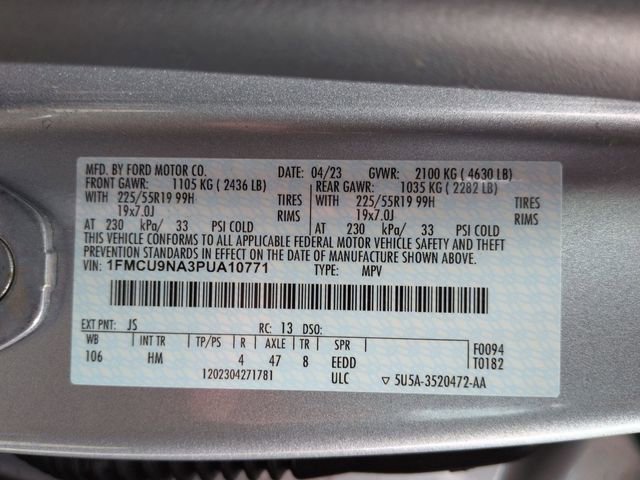 MFD. BY FORD MOTOR CO. DATE: 04/23 GVWR: 2100 KG ( 4630 LB)
FRONT GAWR: 1105 KG ( 2436 LB) REAR GAWR: 1035 KG ( 2282 LB)
WITH 225/55R19 99H TIRES WITH 225/55R19 99H TIRES
19x7.0J RIMS 19x7.0J RIMS
AT 230 kPa/ 33 PSI COLD AT 230 kPa/ 33 PSI COLD
THIS VEHICLE CONFORMS TO ALL APPLICABLE FEDERAL MOTOR VEHICLE SAFETY AND THEFT
PREVENTION STANDARDS IN EFFECT ON THE DATE OF MANUFACTURE SHOWN ABOVE.
VIN: 1FMCU9NA3PUA10771 TYPE: MPV
EXT PNT: JS RC: 13 DSO:
WB INT TR TP/PS R AXLE TR SPR F0094
106 HM 4 47 8 EEDD T0182
1202304271781 ULC ▽ 5U5A-3520472-AA